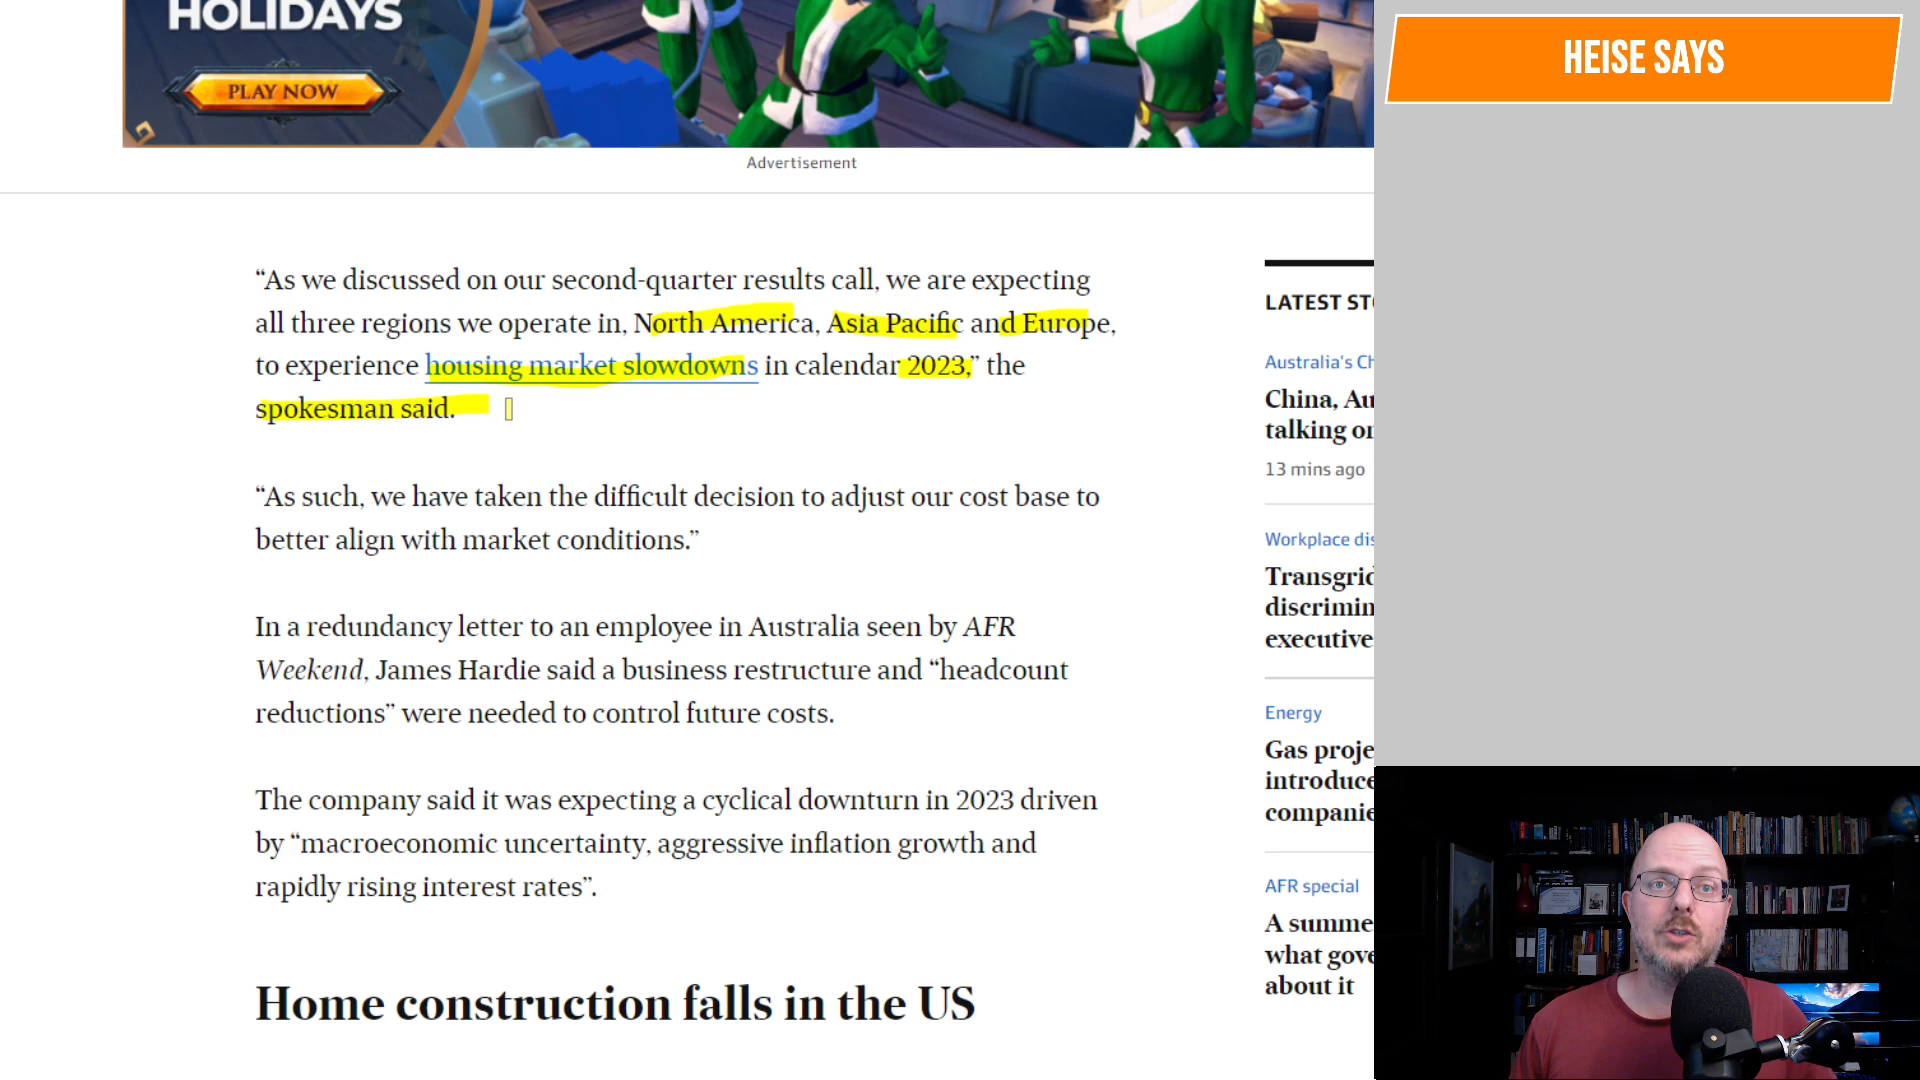 HOLIDAYS
PLAY NOW
Advertisement
“As we discussed on our second-quarter results call, we are expecting
all three regions we operate in, North America, Asia Pacific and Europe,
to experience housing market slowdowns in calendar 2023,” the
spokesman said.
“As such, we have taken the difficult decision to adjust our cost base to
better align with market conditions.”
In a redundancy letter to an employee in Australia seen by AFR
Weekend, James Hardie said a business restructure and “headcount
reductions” were needed to control future costs.
The company said it was expecting a cyclical downturn in 2023 driven
by “macroeconomic uncertainty, aggressive inflation growth and
rapidly rising interest rates”.
Home construction falls in the US
LATEST ST
Australia's Ch
China, Au
talking or
13 mins ago
Workplace dis
Transgrid
discrimin
executive
Energy
Gas proje
introduce
companie
AFR special
A summe
what gove
about it
HEISE SAYS